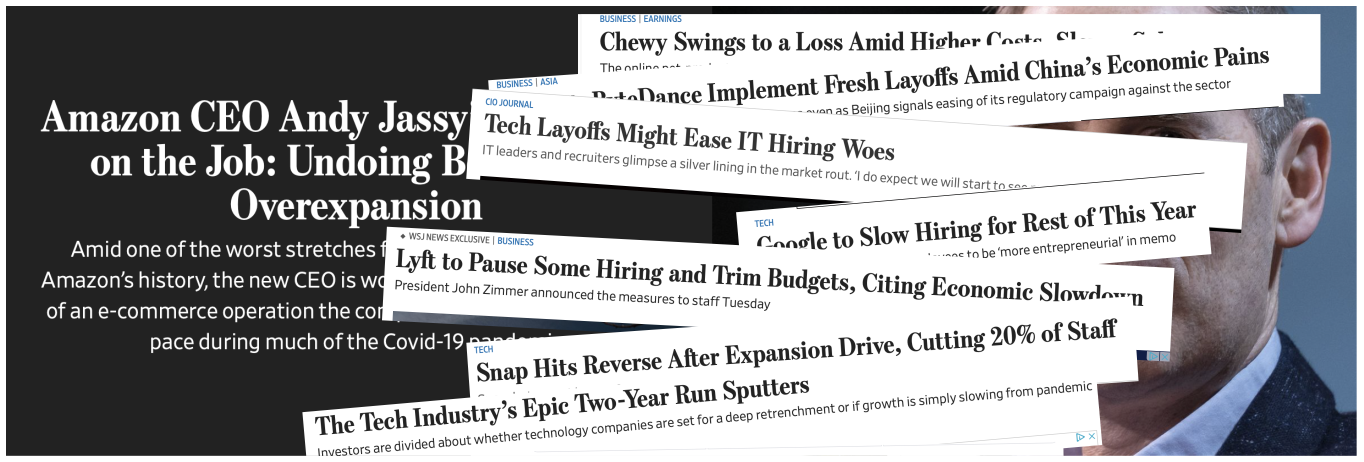 Amazon CEO Andy Jassy
on the Job: Undoing
Overexpansion
Amid one of the worst stretches
Amazon's history, the new CEO is
of an e-commerce operation the
pace during much of the Covid-19
BUSINESS | EARNINGS
Chewy Swings to a Loss Amid Higher Costs,
The online
BUSINESS | ASIA
ByteDance Implement Fresh Layoffs Amid China's Economic Pains
even as Beijing signals easing of its regulatory campaign against the sector
CIO JOURNAL
Tech Layoffs Might Ease IT Hiring Woes
IT leaders and recruiters glimpse a silver lining in the market rout. 'I do expect we will start to see
TECH
Google to Slow Hiring for Rest of This Year
to be 'more entrepreneurial' in memo
WSJ NEWS EXCLUSIVE | BUSINESS
Lyft to Pause Some Hiring and Trim Budgets, Citing Economic Slowdown
President John Zimmer announced the measures to staff Tuesday
TECH
Snap Hits Reverse After Expansion Drive, Cutting 20% of Staff
The Tech Industry's Epic Two-Year Run Sputters
Investors are divided about whether technology companies are set for a deep retrenchment or if growth is simply slowing from pandemic